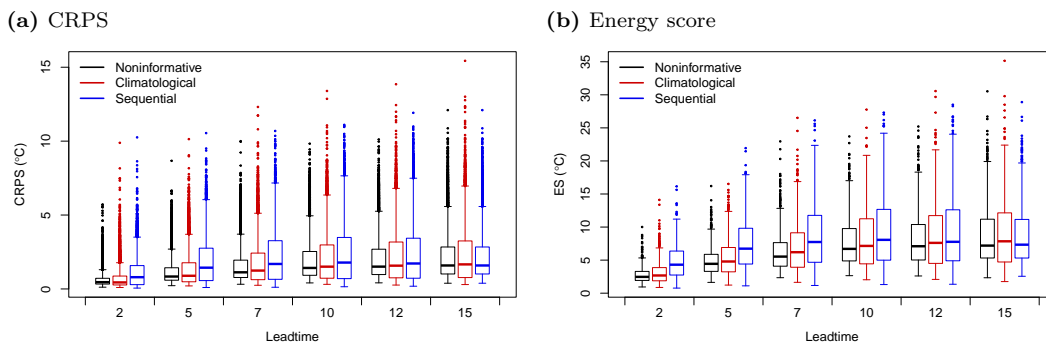 (a) CRPS
Noninformative
Climatological
Sequential
CRPS (°C)
15
10
5
0
2 5 7 10 12 15
Leadtime
(b) Energy score
Noninformative
Climatological
Sequential
ES (°C)
35
30
25
20
15
10
5
0
2 5 7 10 12 15
Leadtime